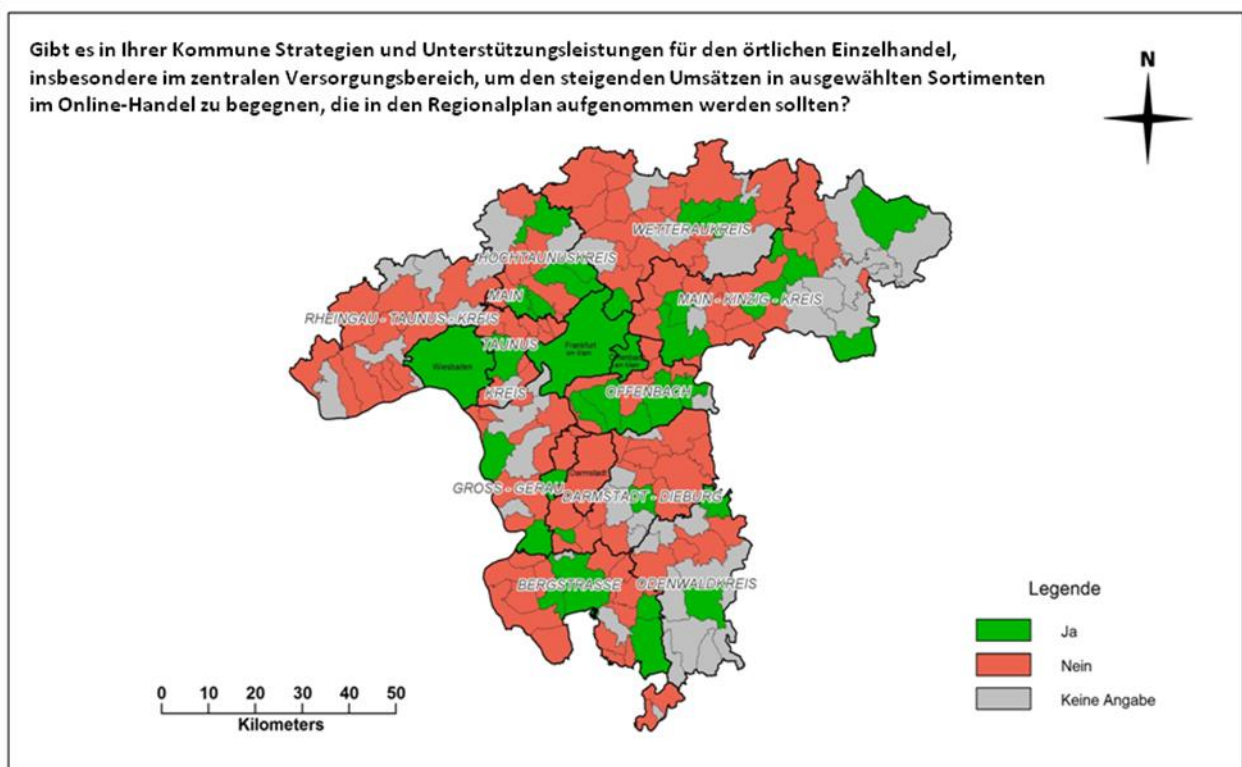 Gibt es in Ihrer Kommune Strategien und Unterstützungsleistungen für den örtlichen Einzelhandel,
insbesondere im zentralen Versorgungsbereich, um den steigenden Umsätzen in ausgewählten Sortimenten
im Online-Handel zu begegnen, die in den Regionalplan aufgenommen werden sollten?
N
WETTERAUKREIS
HOCHTAUNUSKREIS
MAIN
MAIN - KINZIG - KREIS
RHEINGAU - TAUNUS - KREIS
TAUNUS
Frankfurt
am Main
Offenbach
am Main
Wiesbaden
KREIS
OFFENBACH
Darmstadt
GROSS - GERAU
DARMSTADT - DIEBURG
BERGSTRASSE
ODENWALDKREIS
Legende
Ja
Nein
Keine Angabe
0 10 20 30 40 50
Kilometers